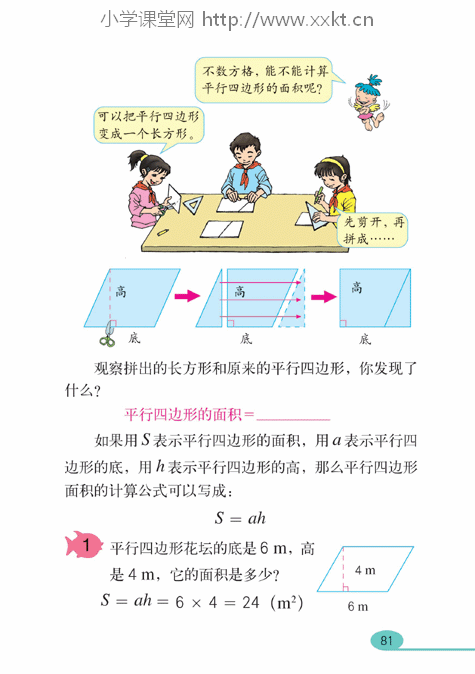 小学课堂网 http://www.xxkt.cn
不数方格，能不能计算
平行四边形的面积呢？
可以把平行四边形
变成一个长方形。
先剪开，再
拼成……
高
底
高
底
高
底
观察拼出的长方形和原来的平行四边形，你发现了
什么？
平行四边形的面积＝__________
如果用 S 表示平行四边形的面积，用 a 表示平行四
边形的底，用 h 表示平行四边形的高，那么平行四边形
面积的计算公式可以写成：
S = ah
1 平行四边形花坛的底是 6 m，高
是 4 m，它的面积是多少？
S = ah = 6 × 4 = 24（m²）
4 m
6 m
81